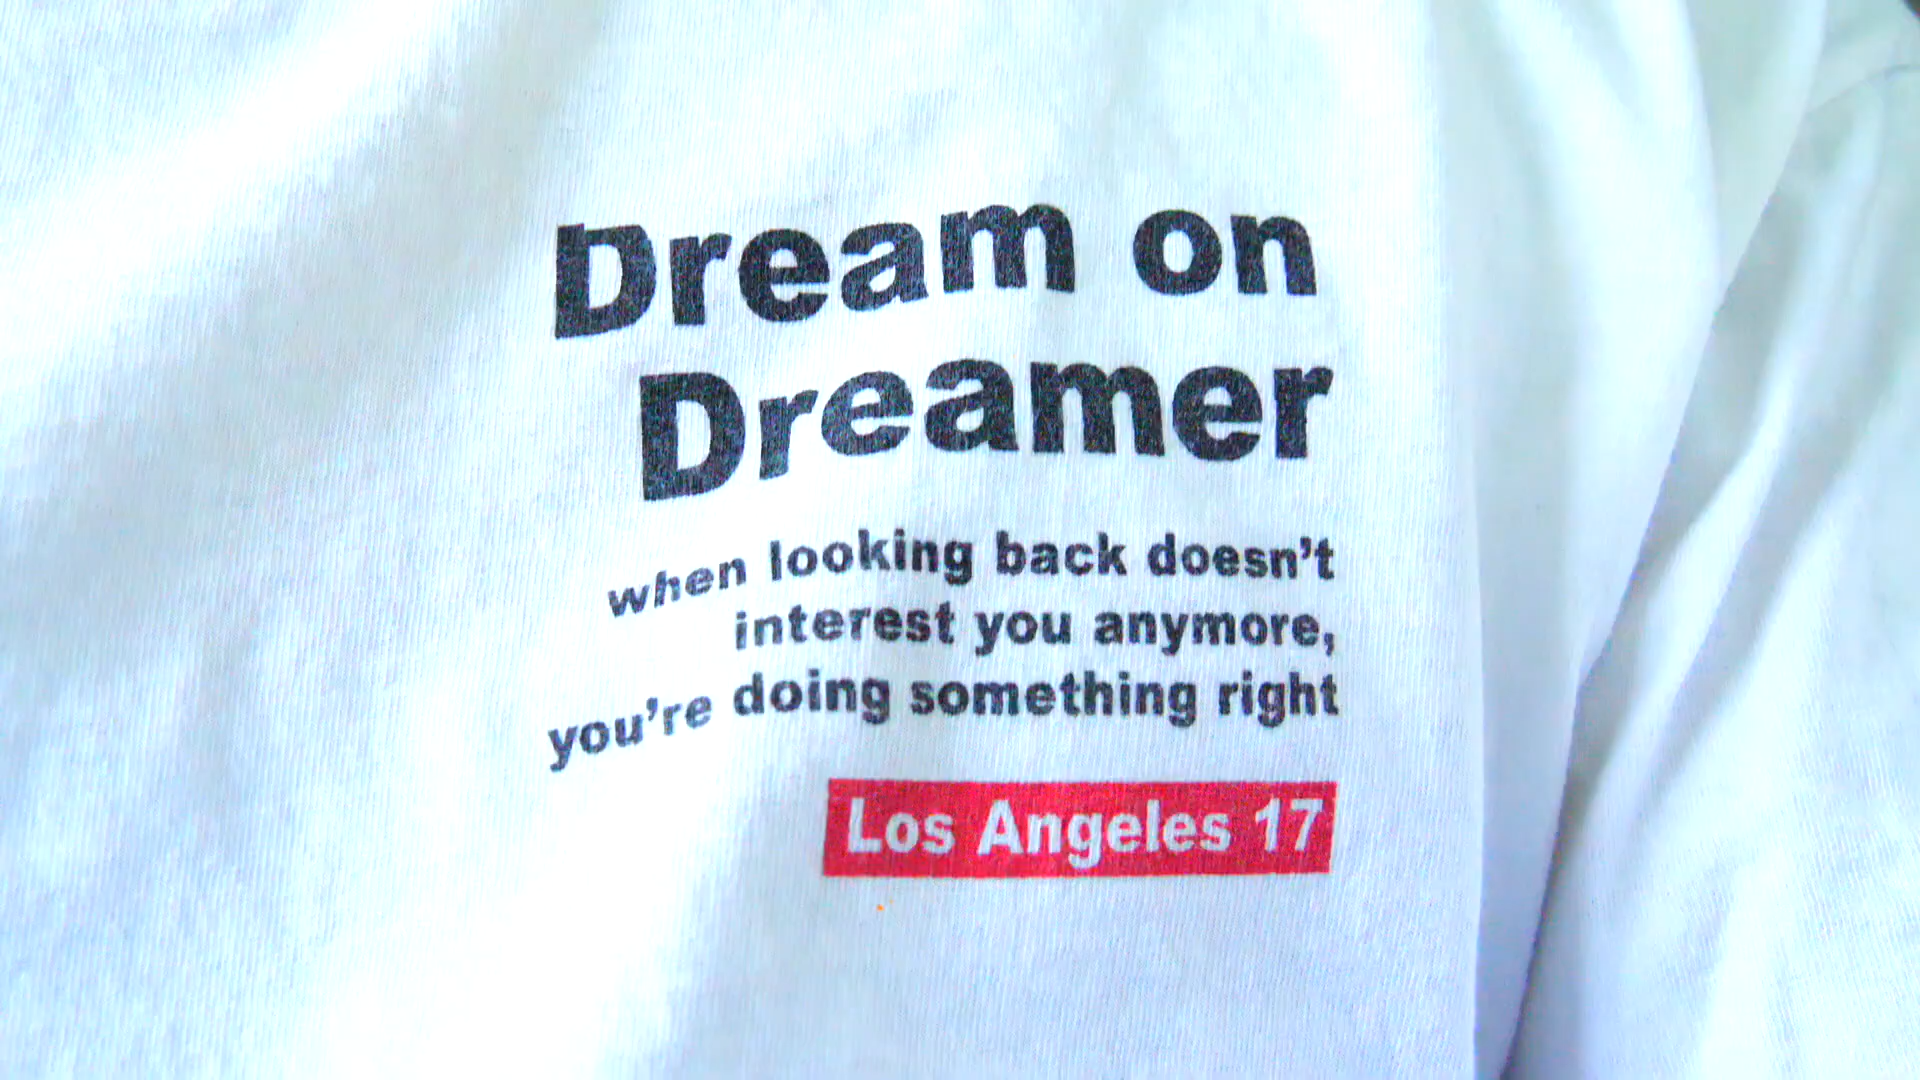 Dream on
Dreamer
when looking back doesn't
interest you anymore,
you're doing something right
Los Angeles 17